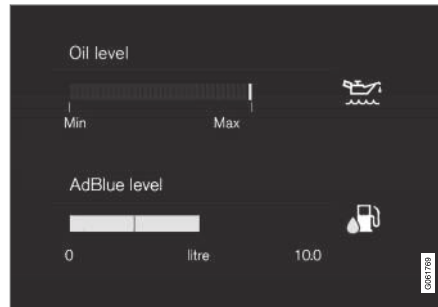 Oil level
Min Max
AdBlue level
0 litre 10.0
G061769